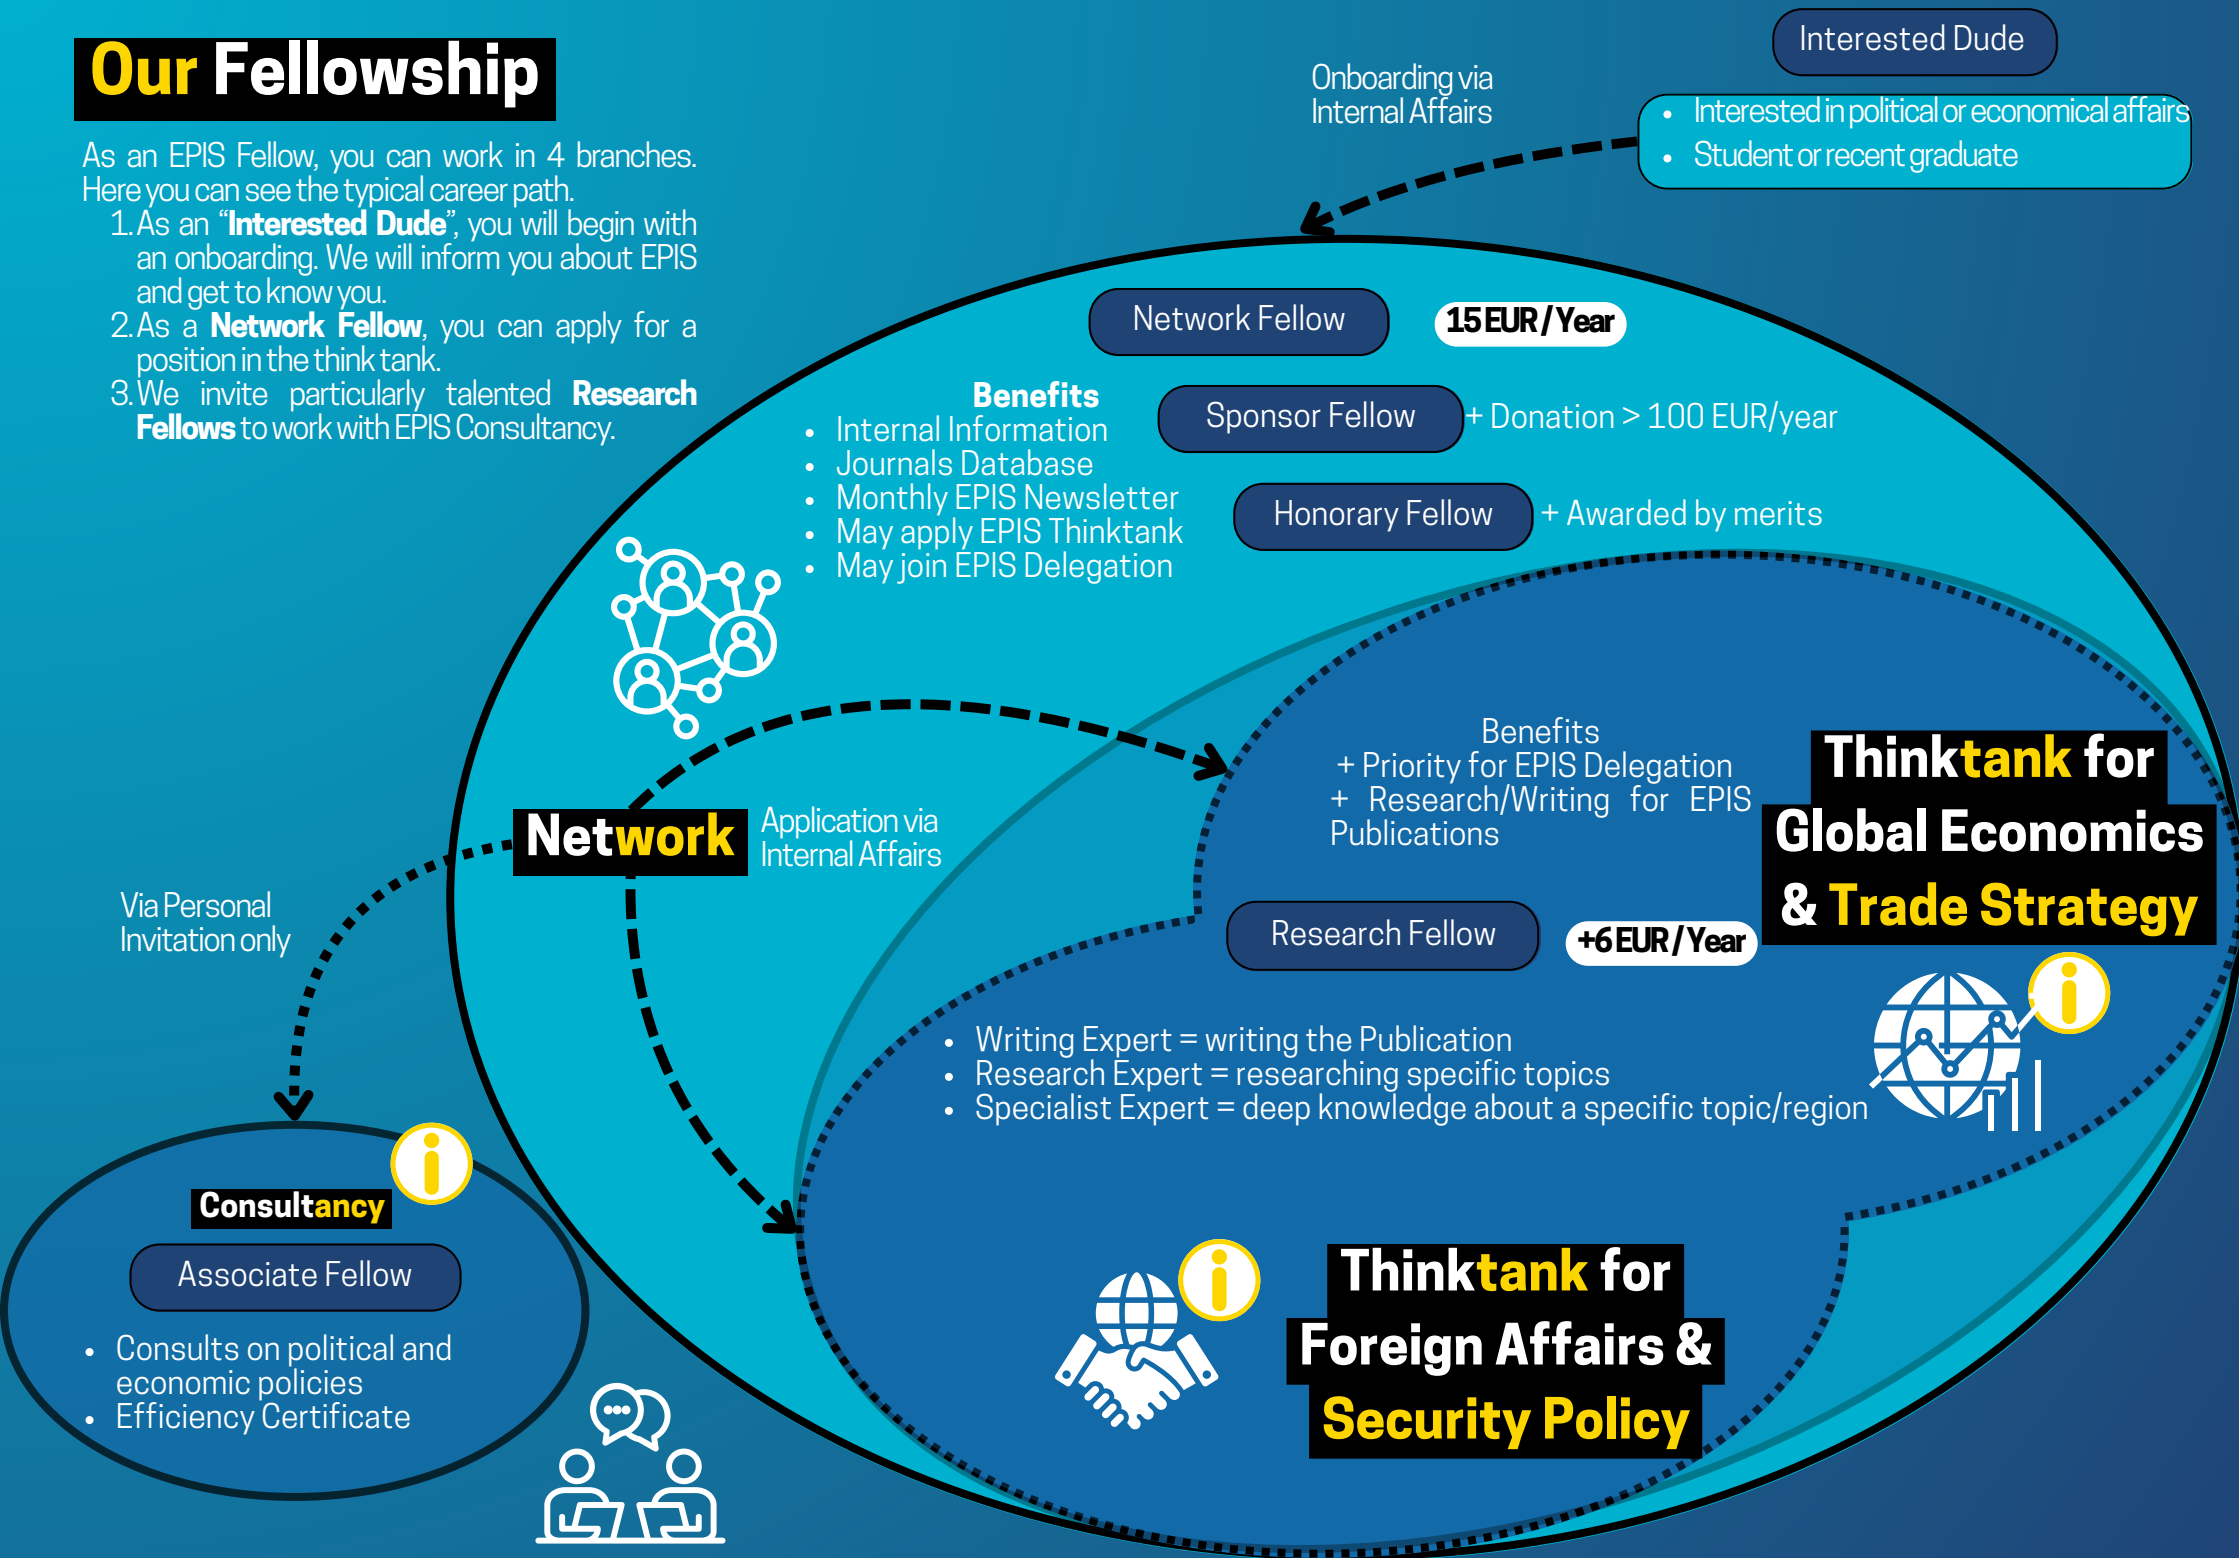 Our Fellowship
As an EPIS Fellow, you can work in 4 branches.
Here you can see the typical career path.
1. As an “Interested Dude”, you will begin with
an onboarding. We will inform you about EPIS
and get to know you.
2. As a Network Fellow, you can apply for a
position in the think tank.
3. We invite particularly talented Research
Fellows to work with EPIS Consultancy.
Interested Dude
• Interested in political or economical affairs
• Student or recent graduate
Onboarding via
Internal Affairs
Network Fellow
15 EUR / Year
Sponsor Fellow
+ Donation > 100 EUR/year
Honorary Fellow
+ Awarded by merits
Benefits
• Internal Information
• Journals Database
• Monthly EPIS Newsletter
• May apply EPIS Thinktank
• May join EPIS Delegation
Network
Application via
Internal Affairs
Via Personal
Invitation only
Benefits
+ Priority for EPIS Delegation
+ Research/Writing for EPIS
Publications
Thinktank for
Global Economics
& Trade Strategy
Research Fellow
+6 EUR / Year
• Writing Expert = writing the Publication
• Research Expert = researching specific topics
• Specialist Expert = deep knowledge about a specific topic/region
Thinktank for
Foreign Affairs &
Security Policy
Consultancy
Associate Fellow
• Consults on political and
economic policies
• Efficiency Certificate